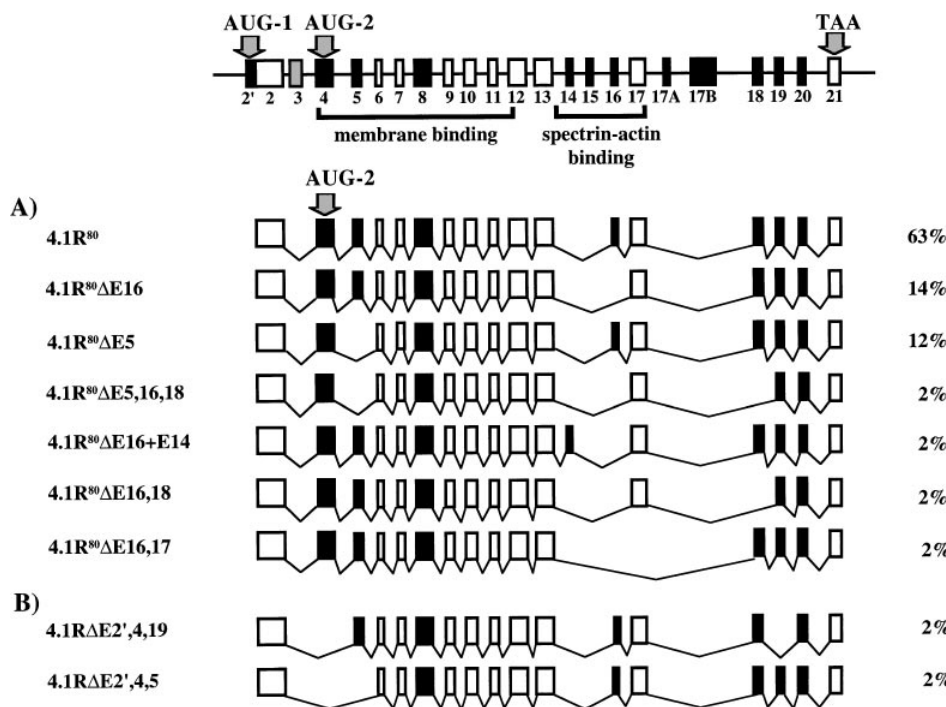 AUG-1 AUG-2 TAA
2' 2 3 4 5 6 7 8 9 10 11 12 13 14 15 16 17 17A 17B 18 19 20 21
membrane binding spectrin-actin
binding
AUG-2
A)
4.1R⁸⁰ 63%
4.1R⁸⁰ΔE16 14%
4.1R⁸⁰ΔE5 12%
4.1R⁸⁰ΔE5,16,18 2%
4.1R⁸⁰ΔE16+E14 2%
4.1R⁸⁰ΔE16,18 2%
4.1R⁸⁰ΔE16,17 2%
B)
4.1RΔE2',4,19 2%
4.1RΔE2',4,5 2%